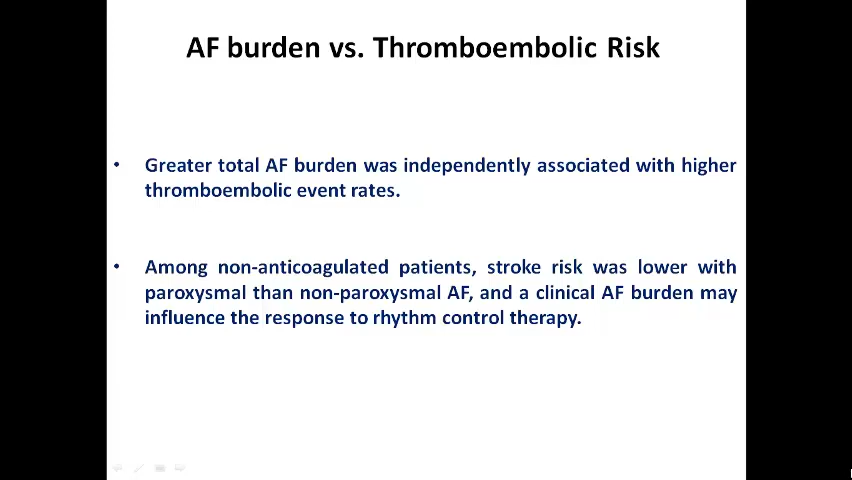 AF burden vs. Thromboembolic Risk
• Greater total AF burden was independently associated with higher
thromboembolic event rates.
• Among non-anticoagulated patients, stroke risk was lower with
paroxysmal than non-paroxysmal AF, and a clinical AF burden may
influence the response to rhythm control therapy.